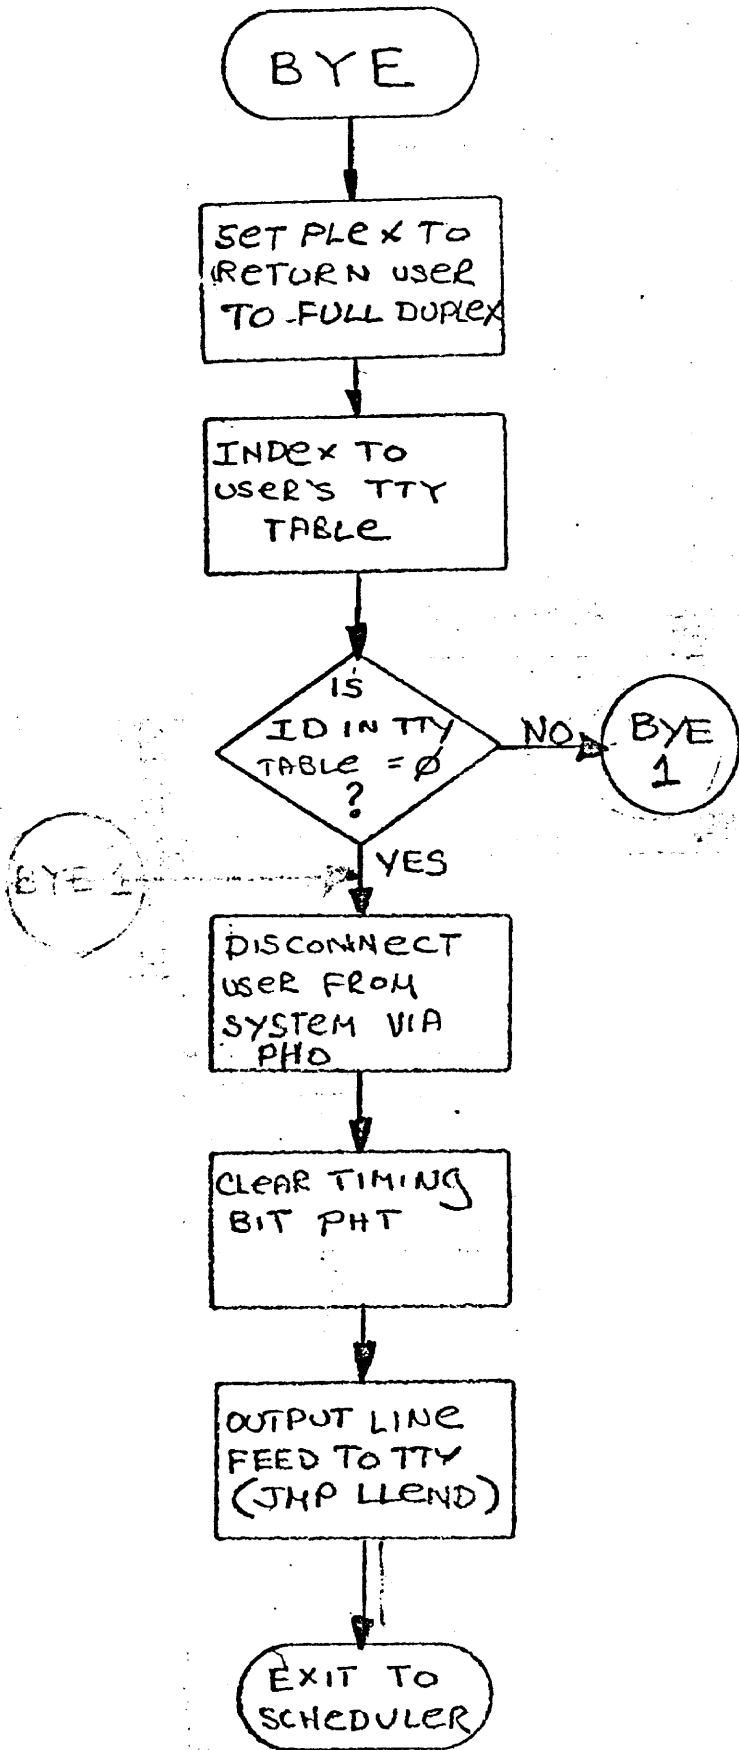 BYE
SET PLEX TO
RETURN USER
TO FULL DUPLEX
INDEX TO
USER'S TTY
TABLE
IS
ID IN TTY
TABLE = Ø
?
NO
BYE
1
YES
BYE 1
DISCONNECT
USER FROM
SYSTEM VIA
PHO
CLEAR TIMING
BIT PHT
OUTPUT LINE
FEED TO TTY
(JMP LLEND)
EXIT TO
SCHEDULER